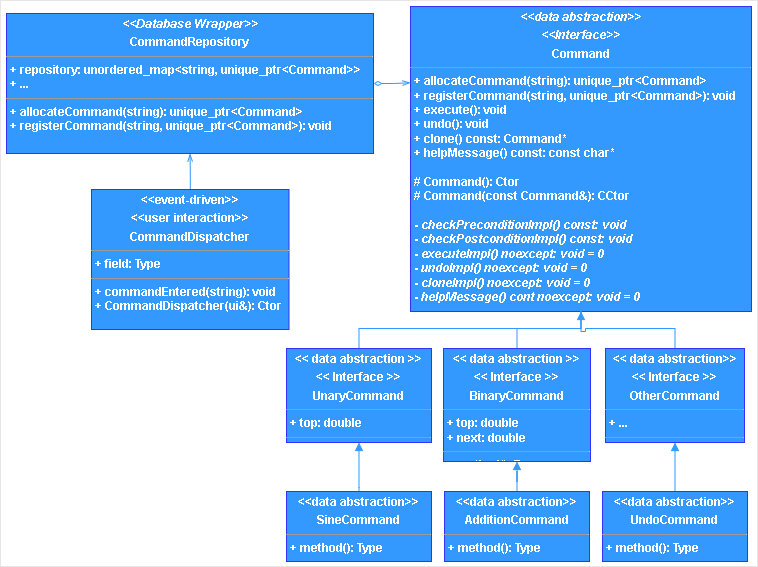 <<Database Wrapper>>
CommandRepository
+ repository: unordered_map<string, unique_ptr<Command>>
+ ...
+ allocateCommand(string): unique_ptr<Command>
+ registerCommand(string, unique_ptr<Command>): void
<<data abstraction>>
<<Interface>>
Command
+ allocateCommand(string): unique_ptr<Command>
+ registerCommand(string, unique_ptr<Command>): void
+ execute(): void
+ undo(): void
+ clone() const: Command*
+ helpMessage() const: const char*
# Command(): Ctor
# Command(const Command&): CCtor
- checkPreconditionImpl() const: void
- checkPostconditionImpl() const: void
- executeImpl() noexcept: void = 0
- undoImpl() noexcept: void = 0
- cloneImpl() noexcept: void = 0
- helpMessage() cont noexcept: void = 0
<<event-driven>>
<<user interaction>>
CommandDispatcher
+ field: Type
+ commandEntered(string): void
+ CommandDispatcher(ui&): Ctor
<< data abstraction >>
<< Interface >>
UnaryCommand
+ top: double
<< data abstraction >>
<< Interface >>
BinaryCommand
+ top: double
+ next: double
<< data abstraction>>
<< Interface >>
OtherCommand
+ ...
<<data abstraction>>
SineCommand
+ method(): Type
<<data abstraction>>
AdditionCommand
+ method(): Type
<<data abstraction>>
UndoCommand
+ method(): Type